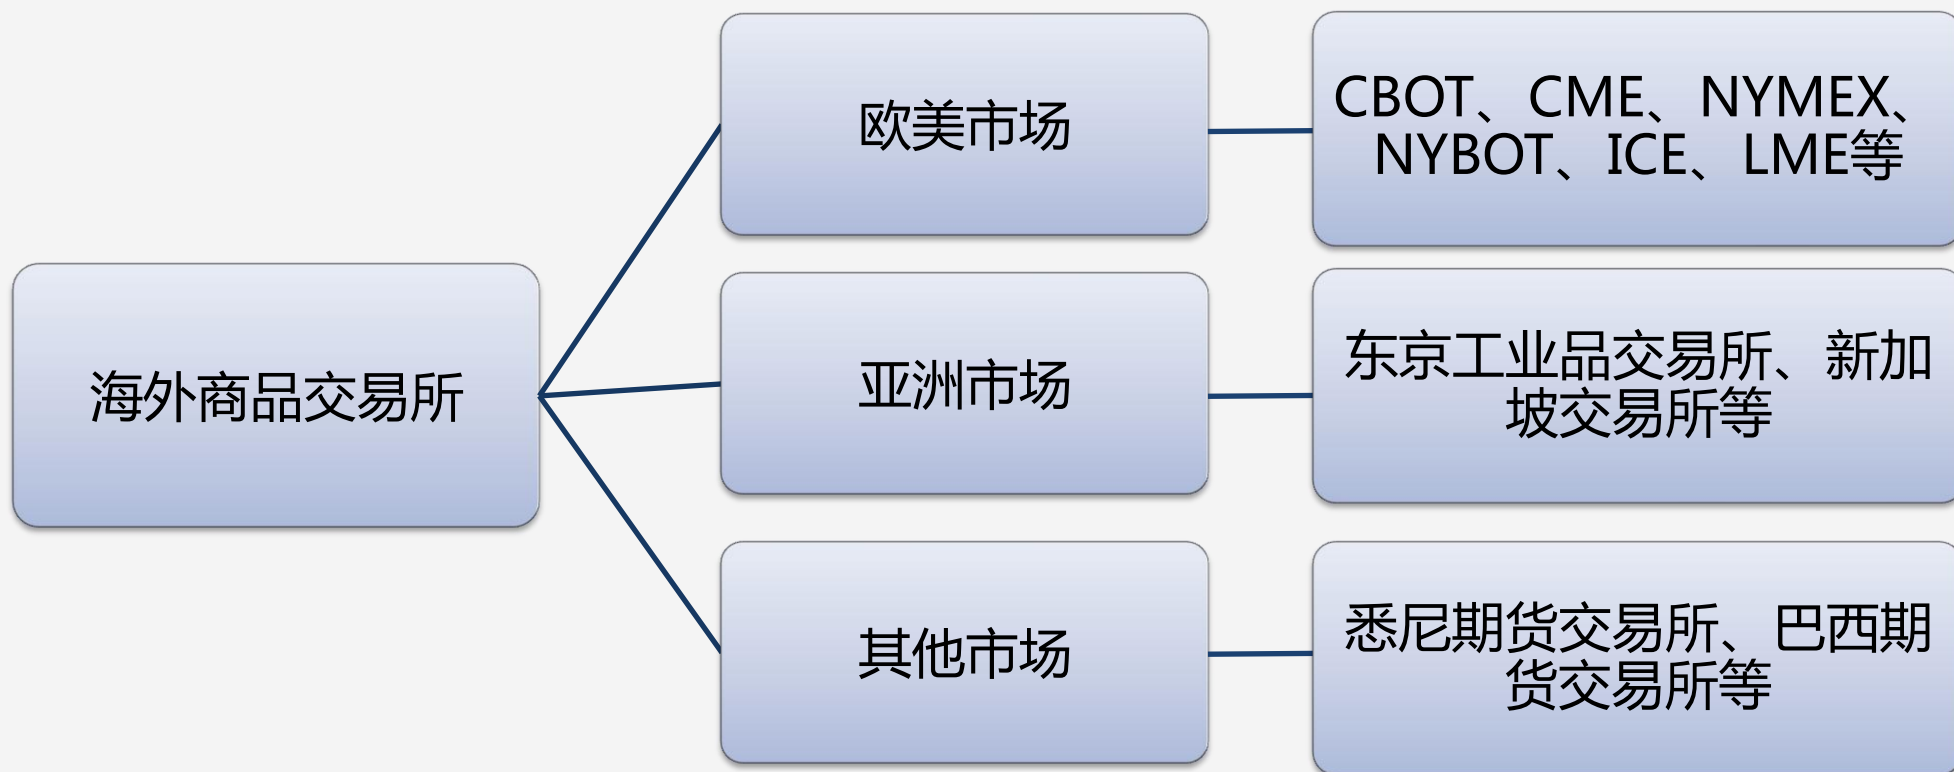 海外商品交易所
欧美市场
CBOT、CME、NYMEX、
NYBOT、ICE、LME等
亚洲市场
东京工业品交易所、新加
坡交易所等
其他市场
悉尼期货交易所、巴西期
货交易所等